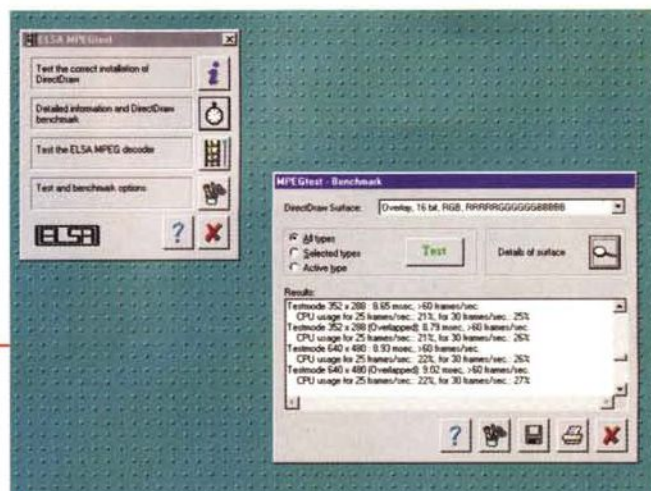 ELSA MPEGtest
Test the correct installation of
DirectDraw
Detailed information and DirectDraw
benchmark
Test the ELSA MPEG decoder
Test and benchmark options
ELSA
MPEGtest - Benchmark
DirectDraw Surface:
Overlay, 16 bit, RGB,
All types
Selected types
Active type
Test
Details of surface
Results:
Testmode 352 x 288 : 8.65 msec, >60 frames/sec.
CPU usage for 25 frames/sec.: 21%, for 30 frames/sec.: 25%
Testmode 352 x 288 (Overlapped): 8.79 msec, >60 frames/sec.
CPU usage for 25 frames/sec.: 21%, for 30 frames/sec.: 26%
Testmode 640 x 480 : 8.93 msec, >60 frames/sec.
CPU usage for 25 frames/sec.: 22%, for 30 frames/sec.: 26%
Testmode 640 x 480 (Overlapped): 9.02 msec, >60 frames/sec.
CPU usage for 25 frames/sec.: 22%, for 30 frames/sec.: 27%